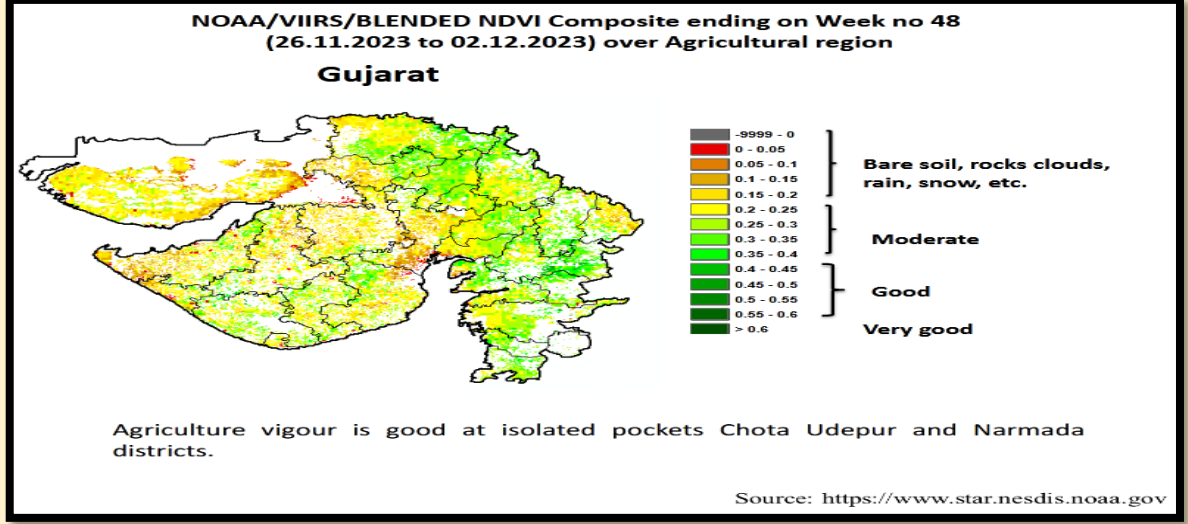 NOAA/VIIRS/BLENDED NDVI Composite ending on Week no 48
(26.11.2023 to 02.12.2023) over Agricultural region
Gujarat
-9999 - 0
0 - 0.05
0.05 - 0.1
0.1 - 0.15
0.15 - 0.2
0.2 - 0.25
0.25 - 0.3
0.3 - 0.35
0.35 - 0.4
0.4 - 0.45
0.45 - 0.5
0.5 - 0.55
0.55 - 0.6
> 0.6
Bare soil, rocks clouds,
rain, snow, etc.
Moderate
Good
Very good
Agriculture vigour is good at isolated pockets Chota Udepur and Narmada
districts.
Source: https://www.star.nesdis.noaa.gov